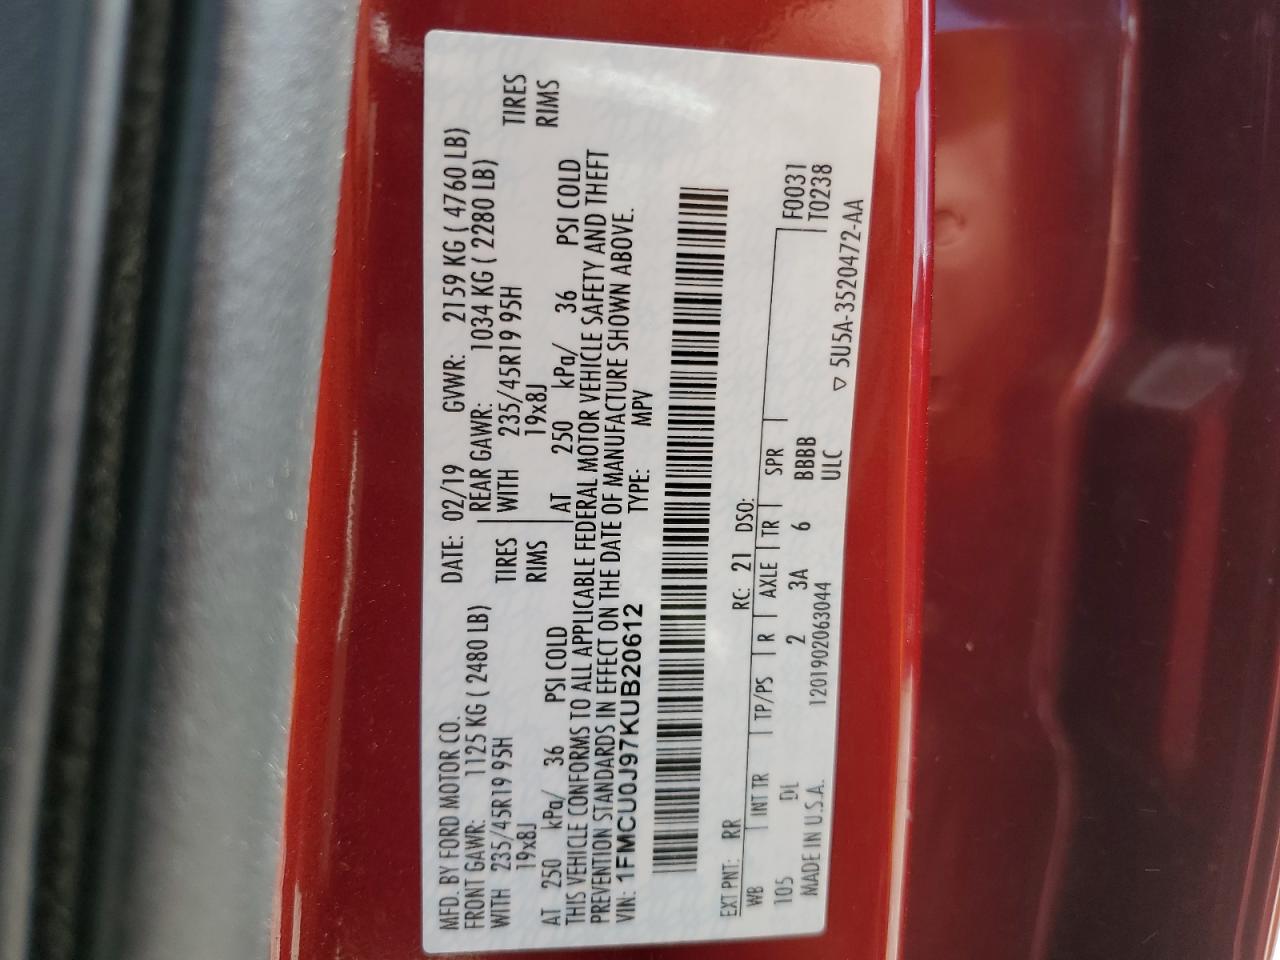 MFD. BY FORD MOTOR CO.
DATE: 02/19 GVWR: 2159 KG ( 4760 LB)
FRONT GAWR: 1125 KG ( 2480 LB) REAR GAWR: 1034 KG ( 2280 LB)
WITH 235/45R19 95H TIRES WITH 235/45R19 95H TIRES
19x8J RIMS 19x8J RIMS
AT 250 kPa/ 36 PSI COLD AT 250 kPa/ 36 PSI COLD
THIS VEHICLE CONFORMS TO ALL APPLICABLE FEDERAL MOTOR VEHICLE SAFETY AND THEFT
PREVENTION STANDARDS IN EFFECT ON THE DATE OF MANUFACTURE SHOWN ABOVE.
VIN: 1FMCU0J97KUB20612 TYPE: MPV
EXT PNT: RR RC: 21 DSO:
WB INT TR TP/PS R AXLE TR SPR F0031
105 DL 2 3A 6 BBBB T0238
MADE IN U.S.A. 1201902063044 ULC
▽ 5U5A-3520472-AA